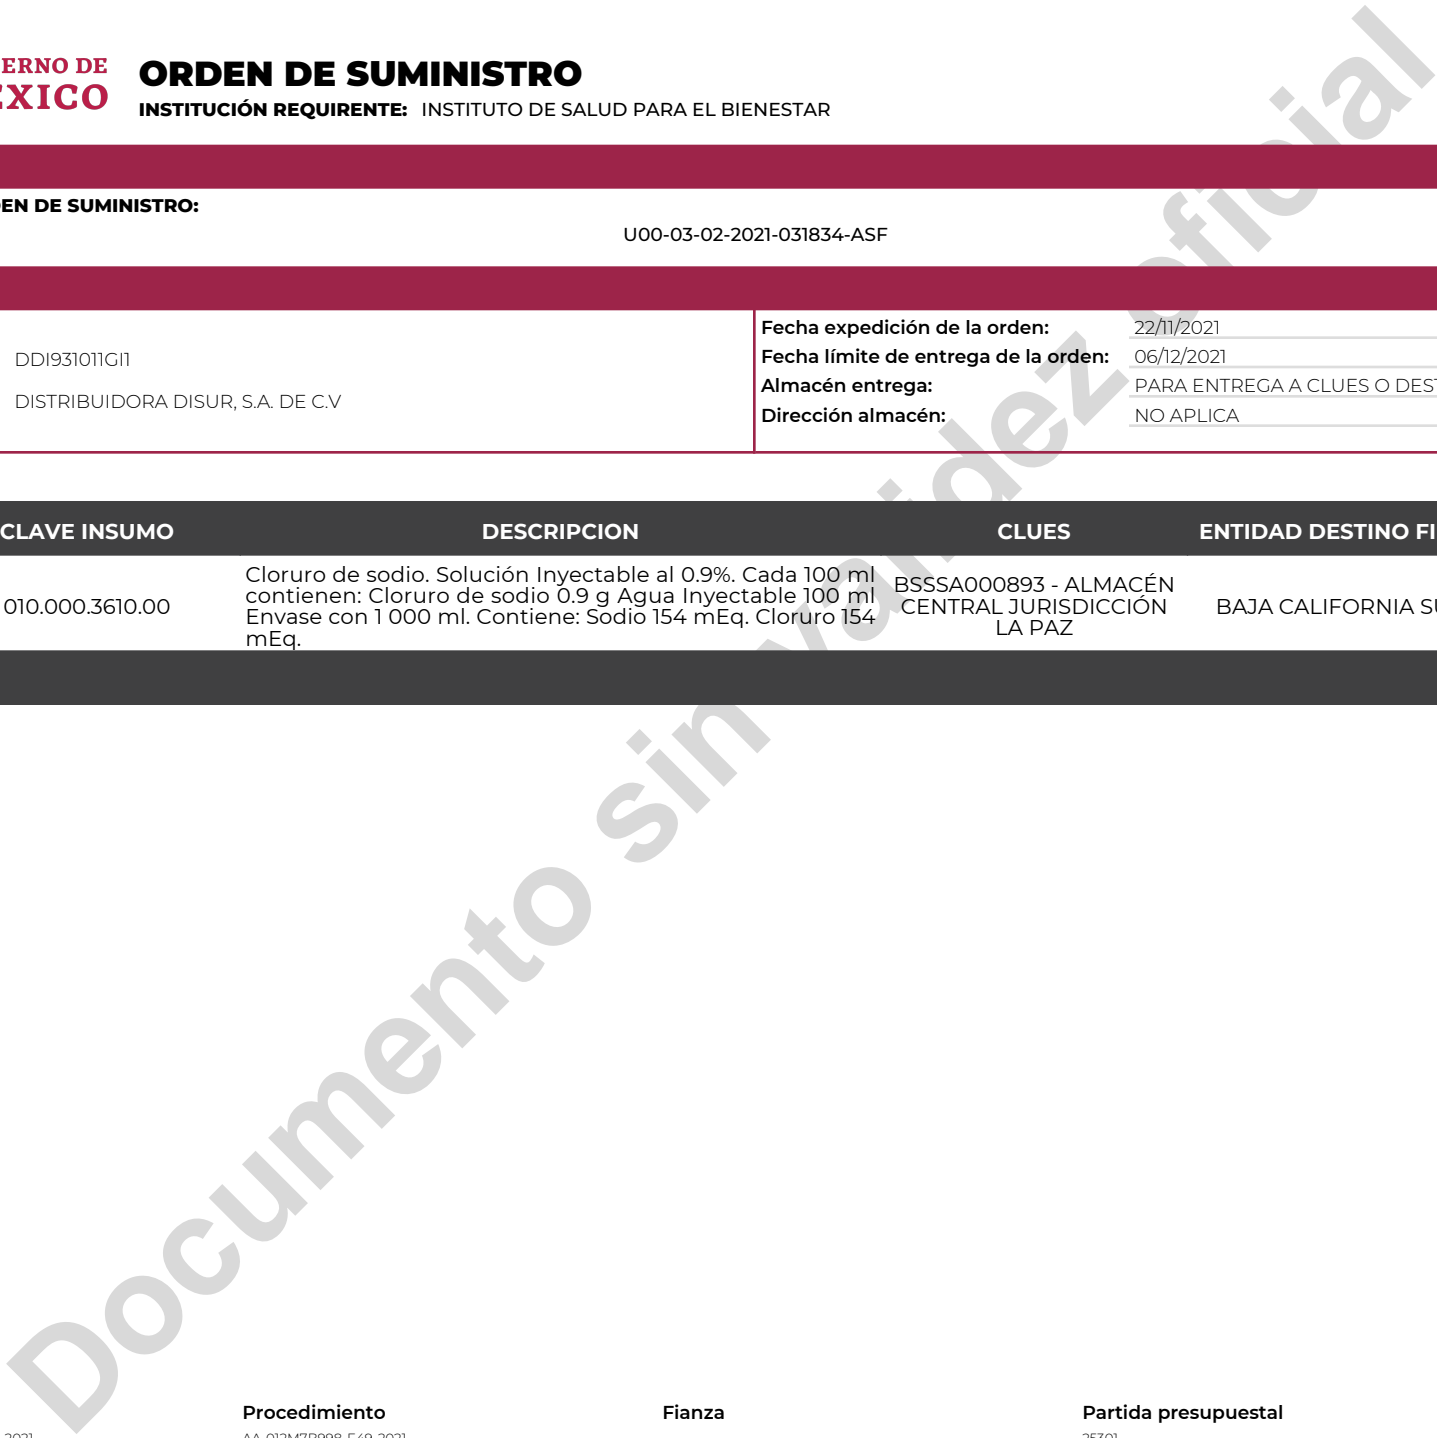 ERNO DE
ORDEN DE SUMINISTRO
EXICO
INSTITUCIÓN REQUIRENTE: INSTITUTO DE SALUD PARA EL BIENESTAR
EN DE SUMINISTRO:
U00-03-02-2021-031834-ASF
DDI931011GI1
DISTRIBUIDORA DISUR, S.A. DE C.V
Fecha expedición de la orden: 22/11/2021
Fecha límite de entrega de la orden: 06/12/2021
Almacén entrega: PARA ENTREGA A CLUES O DEST
Dirección almacén: NO APLICA
CLAVE INSUMO DESCRIPCION CLUES ENTIDAD DESTINO FI
010.000.3610.00
Cloruro de sodio. Solución Inyectable al 0.9%. Cada 100 ml
contienen: Cloruro de sodio 0.9 g Agua Inyectable 100 ml
Envase con 1 000 ml. Contiene: Sodio 154 mEq. Cloruro 154
mEq.
BSSSA000893 - ALMACÉN
CENTRAL JURISDICCIÓN
LA PAZ
BAJA CALIFORNIA SU
Documento sin validez oficial
Procedimiento Fianza Partida presupuestal